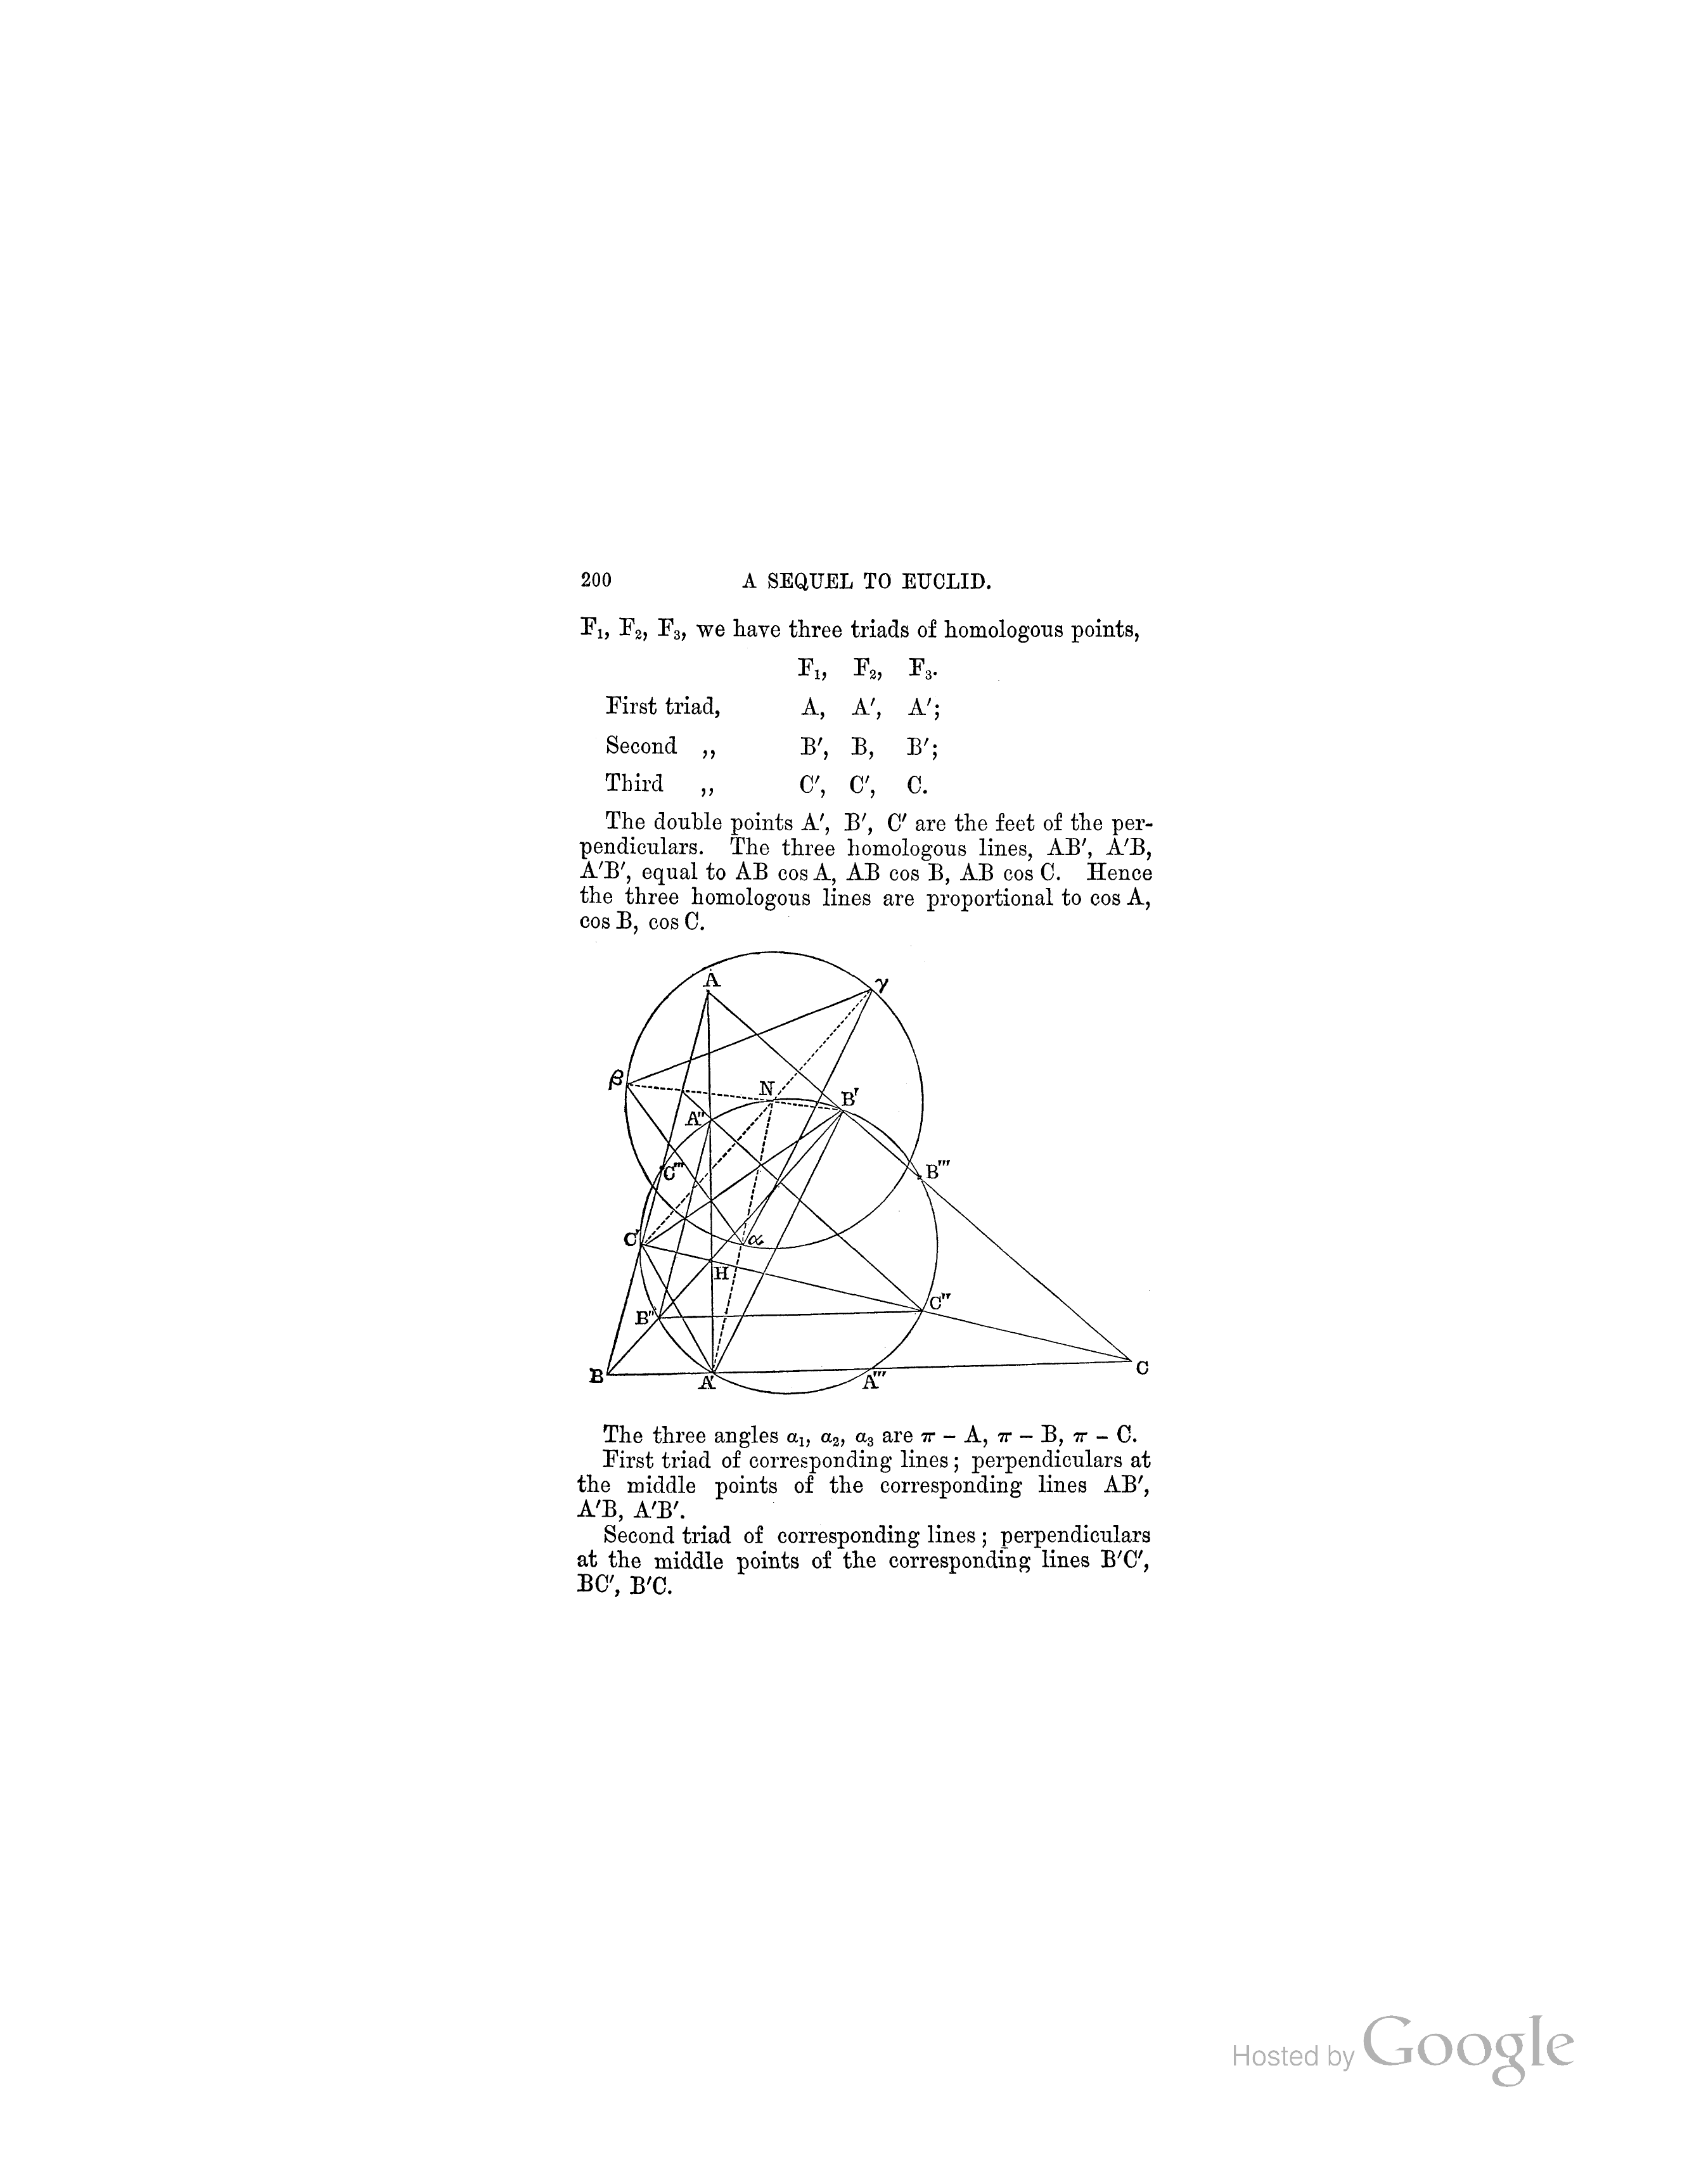 200 A SEQUEL TO EUCLID.
F₁, F₂, F₃, we have three triads of homologous points,
F₁, F₂, F₃.
First triad, A, A′, A′;
Second ,, B′, B, B′;
Third ,, C′, C′, C.
The double points A′, B′, C′ are the feet of the per-
pendiculars. The three homologous lines, AB′, A′B,
A′B′, equal to AB cos A, AB cos B, AB cos C. Hence
the three homologous lines are proportional to cos A,
cos B, cos C.
A
γ
β
N
B′
A″
C‴
B‴
C′
α
H
B″
C″
B
A′
A‴
C
The three angles α₁, α₂, α₃ are π – A, π – B, π – C.
First triad of corresponding lines; perpendiculars at
the middle points of the corresponding lines AB′,
A′B, A′B′.
Second triad of corresponding lines; perpendiculars
at the middle points of the corresponding lines B′C′,
BC′, B′C.
Hosted by Google